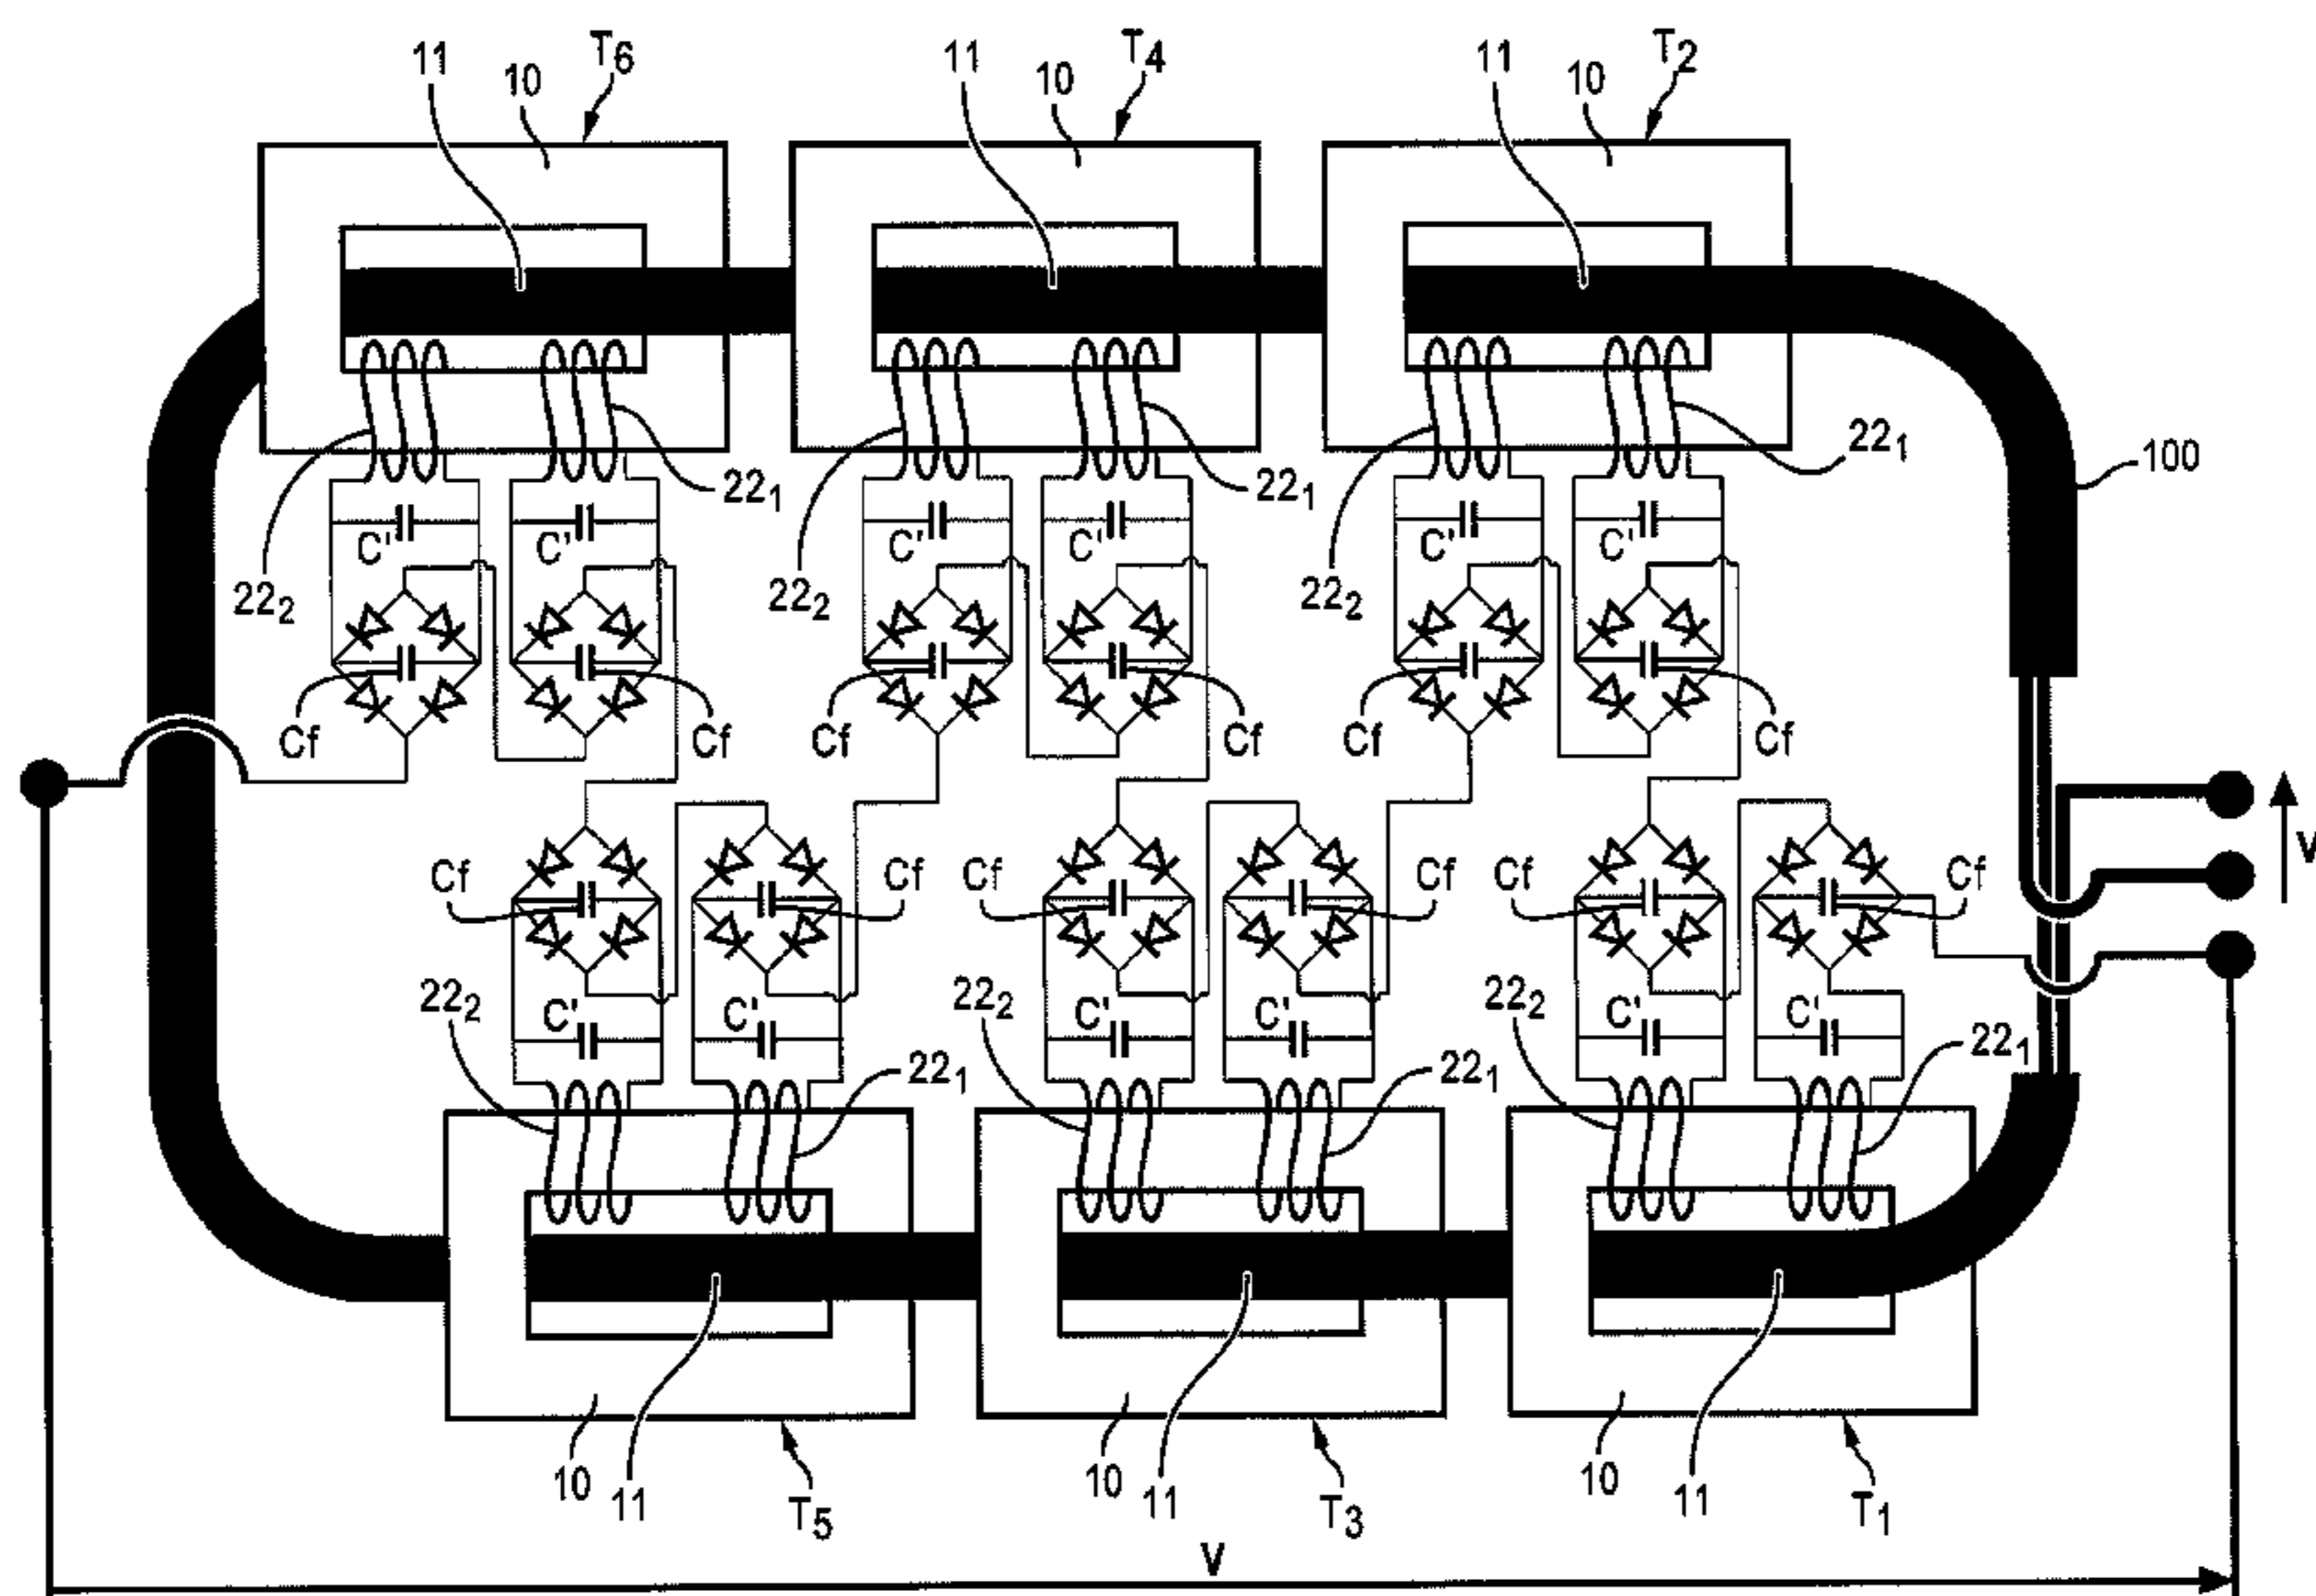 11 10 T6 11 10 T4 11 10 T2
221 221 221 100
C' C' C' C' C' C'
222 222 222
Cf Cf Cf Cf Cf Cf
V
Cf Cf Cf Cf Cf Cf
222 C' C' 222 C' C' 222 C' C'
221 221 221
10 11 T5 10 11 T3 10 11 T1
V